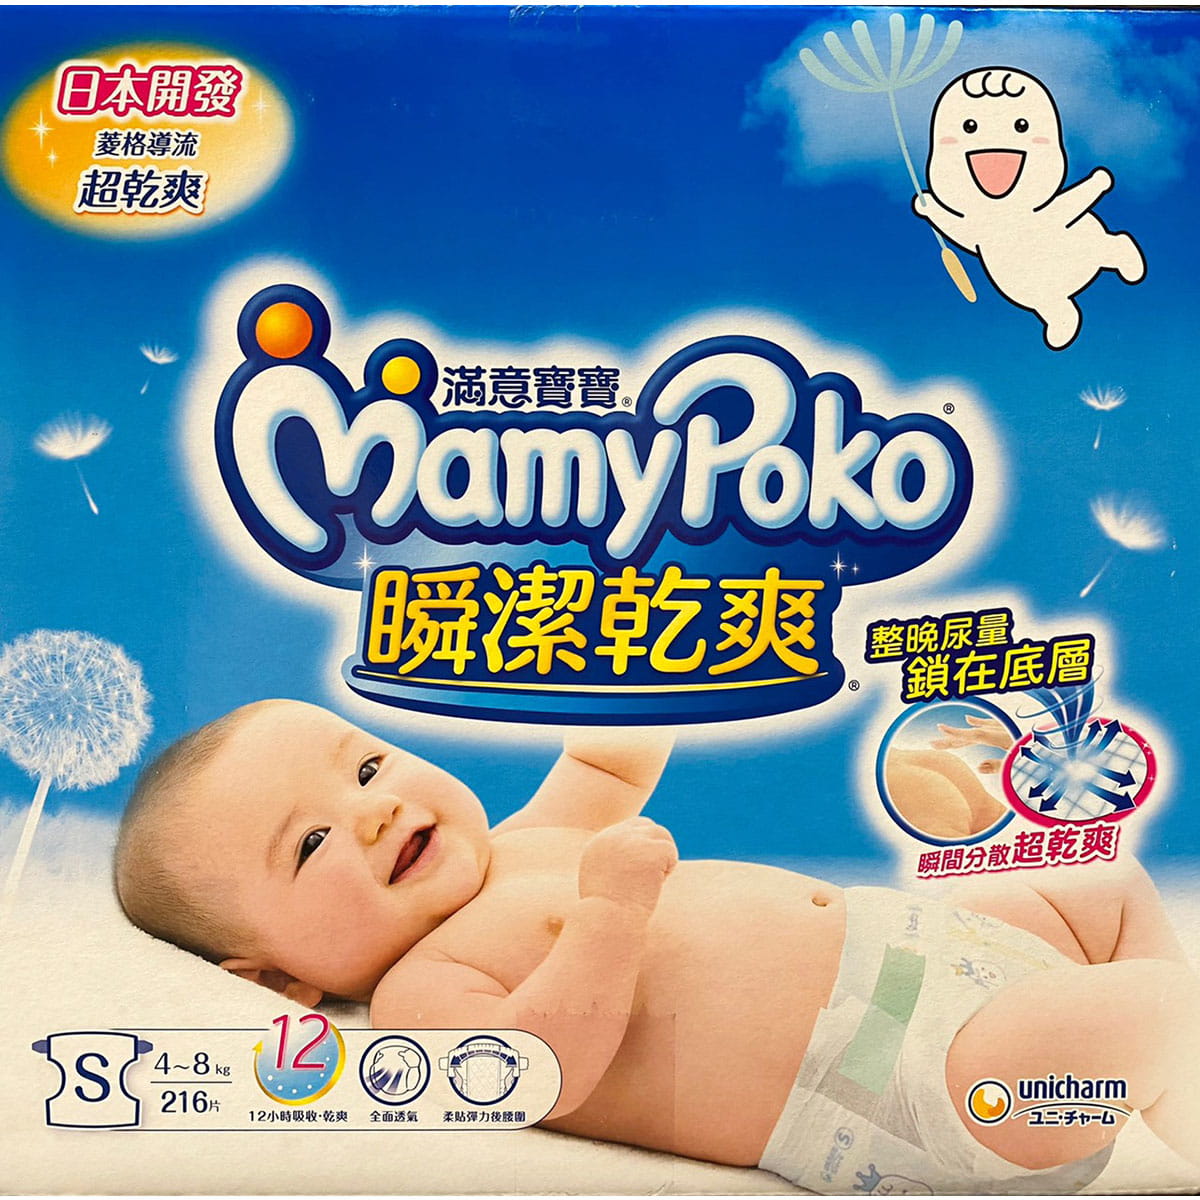 日本開發
菱格導流
超乾爽
滿意寶寶®
MamyPoko®
瞬潔乾爽®
整晚尿量
鎖在底層
瞬間分散超乾爽
S
4~8 kg
216片
12
12小時吸收・乾爽
全面透氣
柔貼彈力後腰圍
S
unicharm
ユニ・チャーム